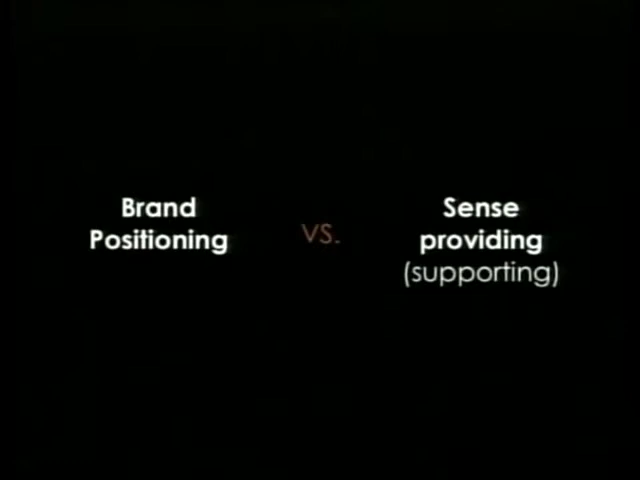 Brand
Positioning
vs.
Sense
providing
(supporting)